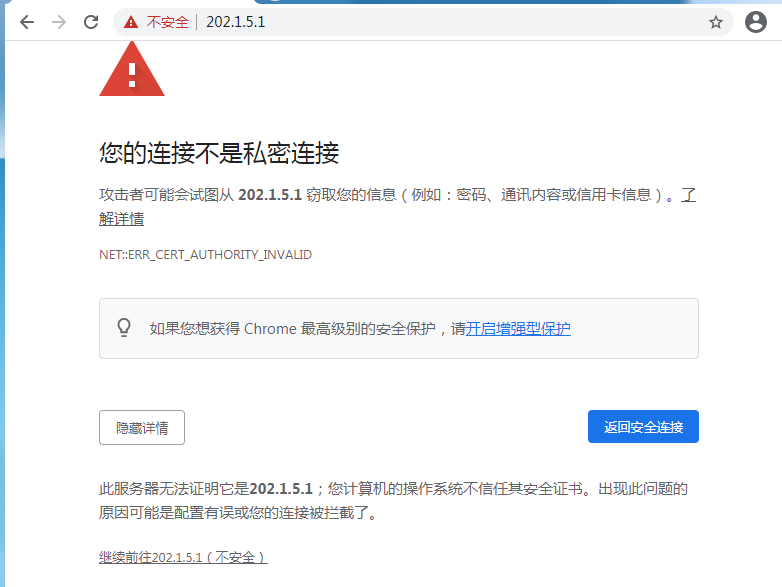 不安全 | 202.1.5.1
您的连接不是私密连接
攻击者可能会试图从 202.1.5.1 窃取您的信息（例如：密码、通讯内容或信用卡信息）。了
解详情
NET::ERR_CERT_AUTHORITY_INVALID
如果您想获得 Chrome 最高级别的安全保护，请开启增强型保护
隐藏详情
返回安全连接
此服务器无法证明它是202.1.5.1；您计算机的操作系统不信任其安全证书。出现此问题的
原因可能是配置有误或您的连接被拦截了。
继续前往202.1.5.1（不安全）